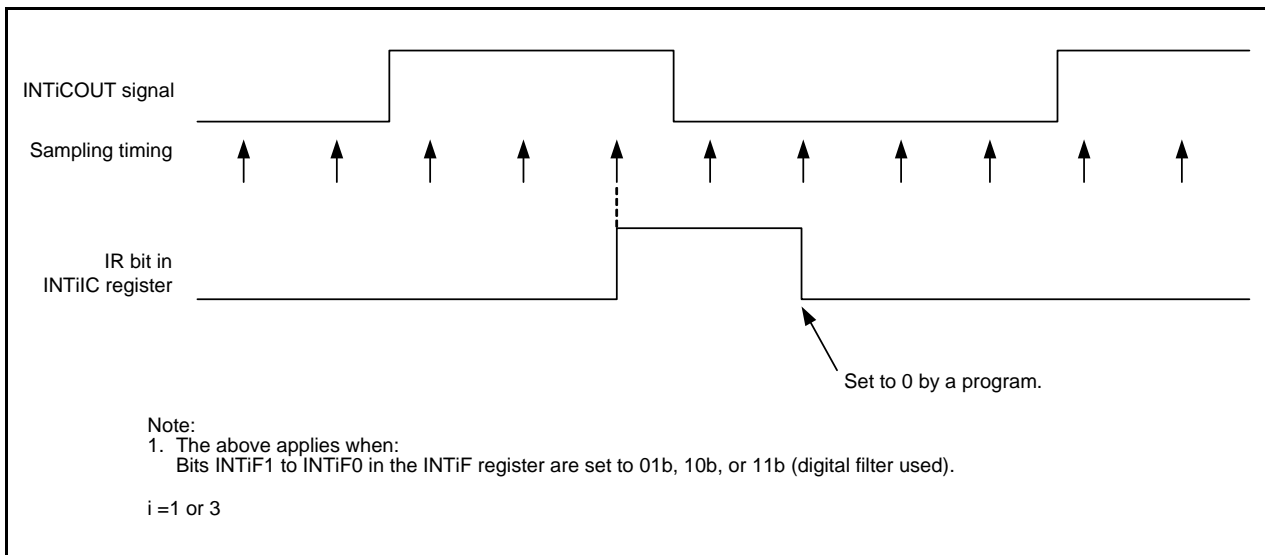 INTiCOUT signal
Sampling timing
IR bit in
INTiIC register
Set to 0 by a program.
Note:
1. The above applies when:
Bits INTiF1 to INTiF0 in the INTiF register are set to 01b, 10b, or 11b (digital filter used).
i =1 or 3